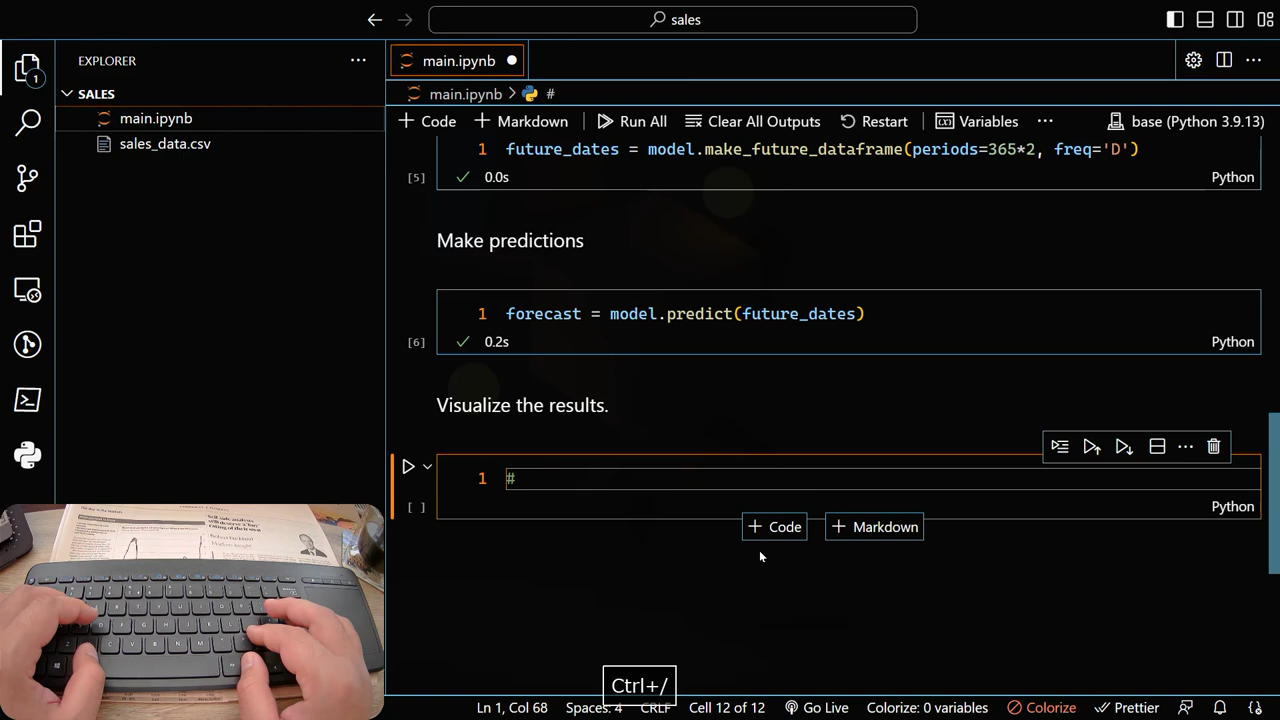 sales
EXPLORER
main.ipynb
SALES
main.ipynb
sales_data.csv
main.ipynb > #
Code
Markdown
Run All
Clear All Outputs
Restart
Variables
base (Python 3.9.13)
1 future_dates = model.make_future_dataframe(periods=365*2, freq='D')
[5] 0.0s Python
Make predictions
1 forecast = model.predict(future_dates)
[6] 0.2s Python
Visualize the results.
1 #
[ ] Python
+ Code
+ Markdown
Ctrl+/
Ln 1, Col 68
Spaces: 4
CRLF
Cell 12 of 12
Go Live
Colorize: 0 variables
Colorize
Prettier